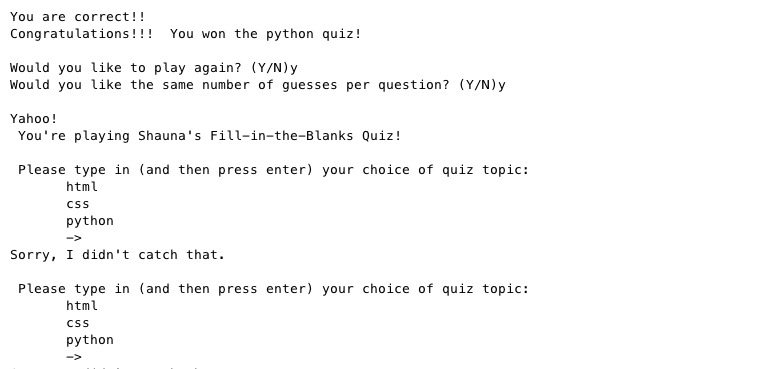 You are correct!!
Congratulations!!!  You won the python quiz!
Would you like to play again? (Y/N)y
Would you like the same number of guesses per question? (Y/N)y
Yahoo!
You're playing Shauna's Fill-in-the-Blanks Quiz!
Please type in (and then press enter) your choice of quiz topic:
html
css
python
->
Sorry, I didn't catch that.
Please type in (and then press enter) your choice of quiz topic:
html
css
python
->